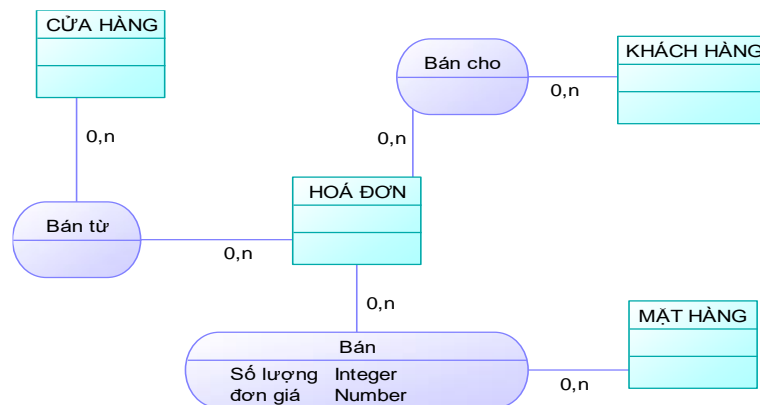 CỬA HÀNG
Bán cho
KHÁCH HÀNG
0,n
0,n
0,n
HOÁ ĐƠN
Bán từ
0,n
0,n
MẶT HÀNG
Bán
Số lượng Integer
đơn giá Number
0,n